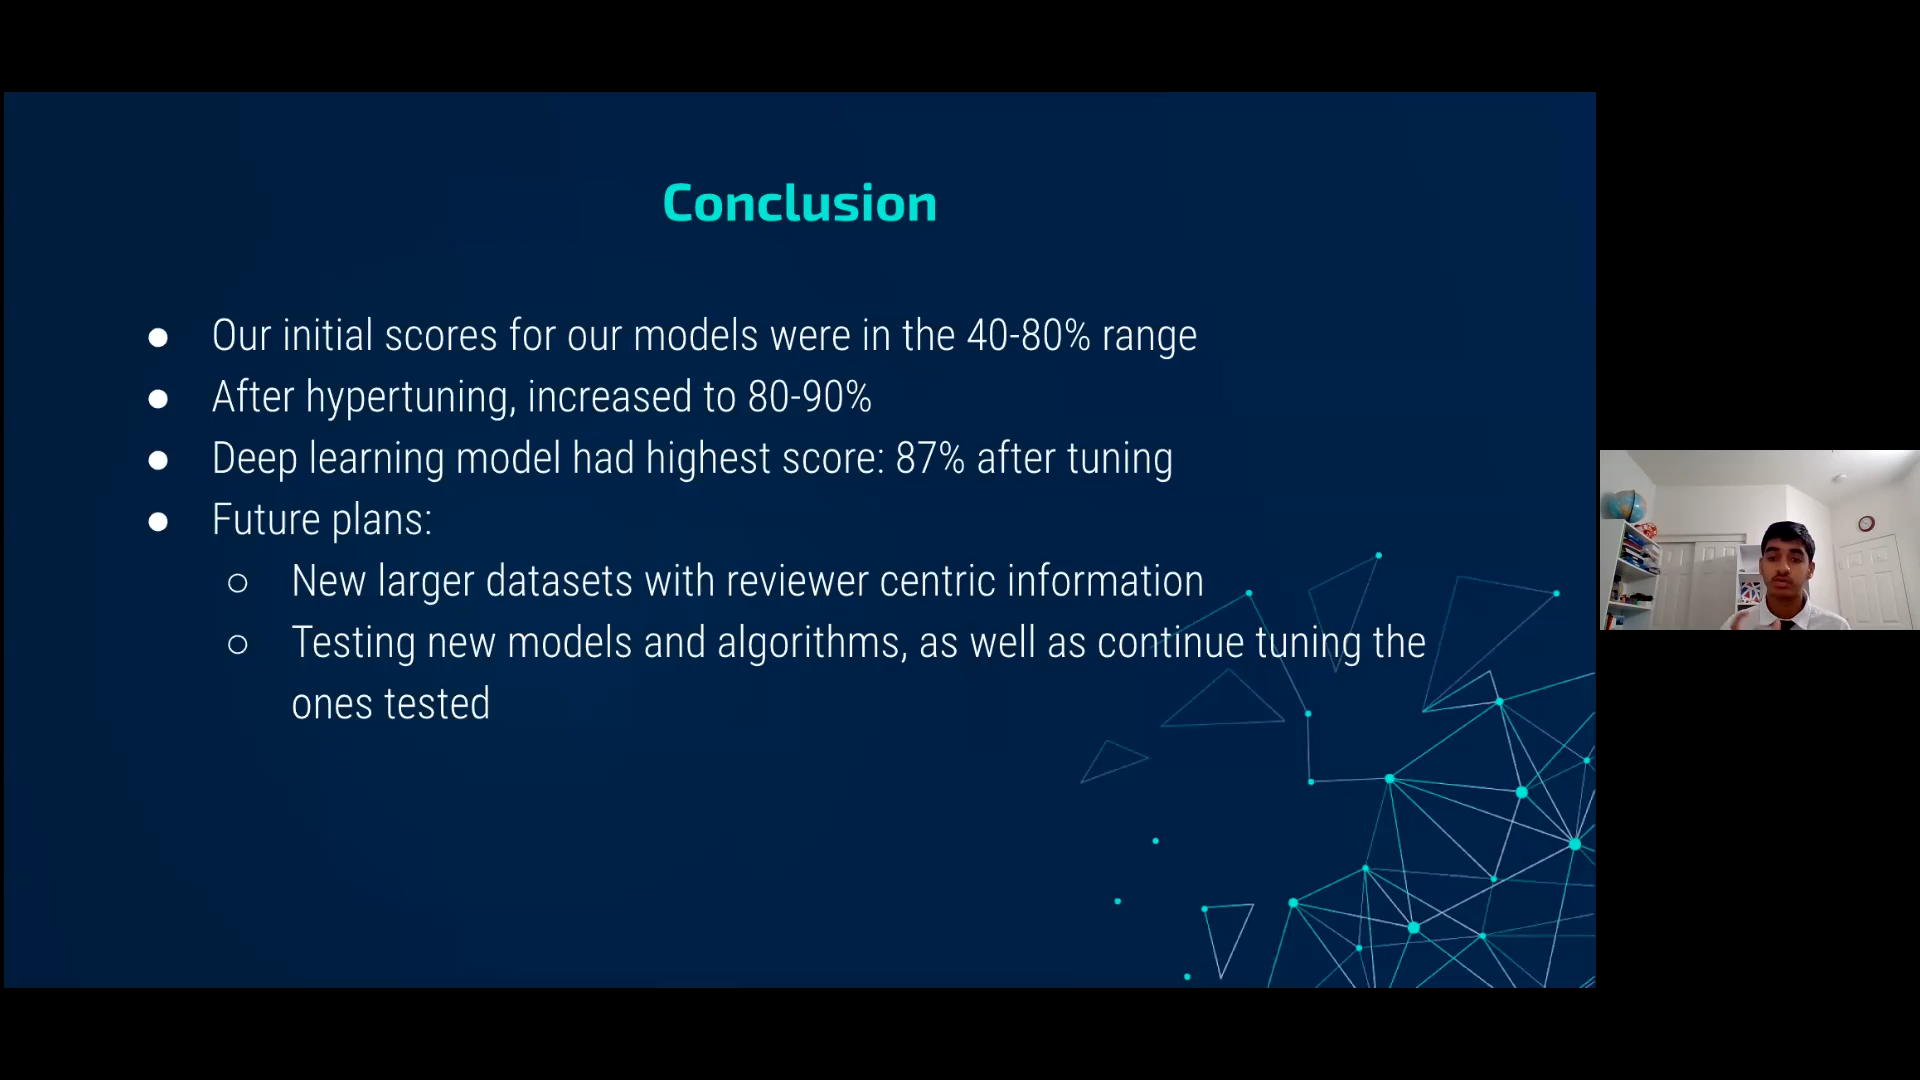 Conclusion
● Our initial scores for our models were in the 40-80% range
● After hypertuning, increased to 80-90%
● Deep learning model had highest score: 87% after tuning
● Future plans:
○ New larger datasets with reviewer centric information
○ Testing new models and algorithms, as well as continue tuning the
ones tested